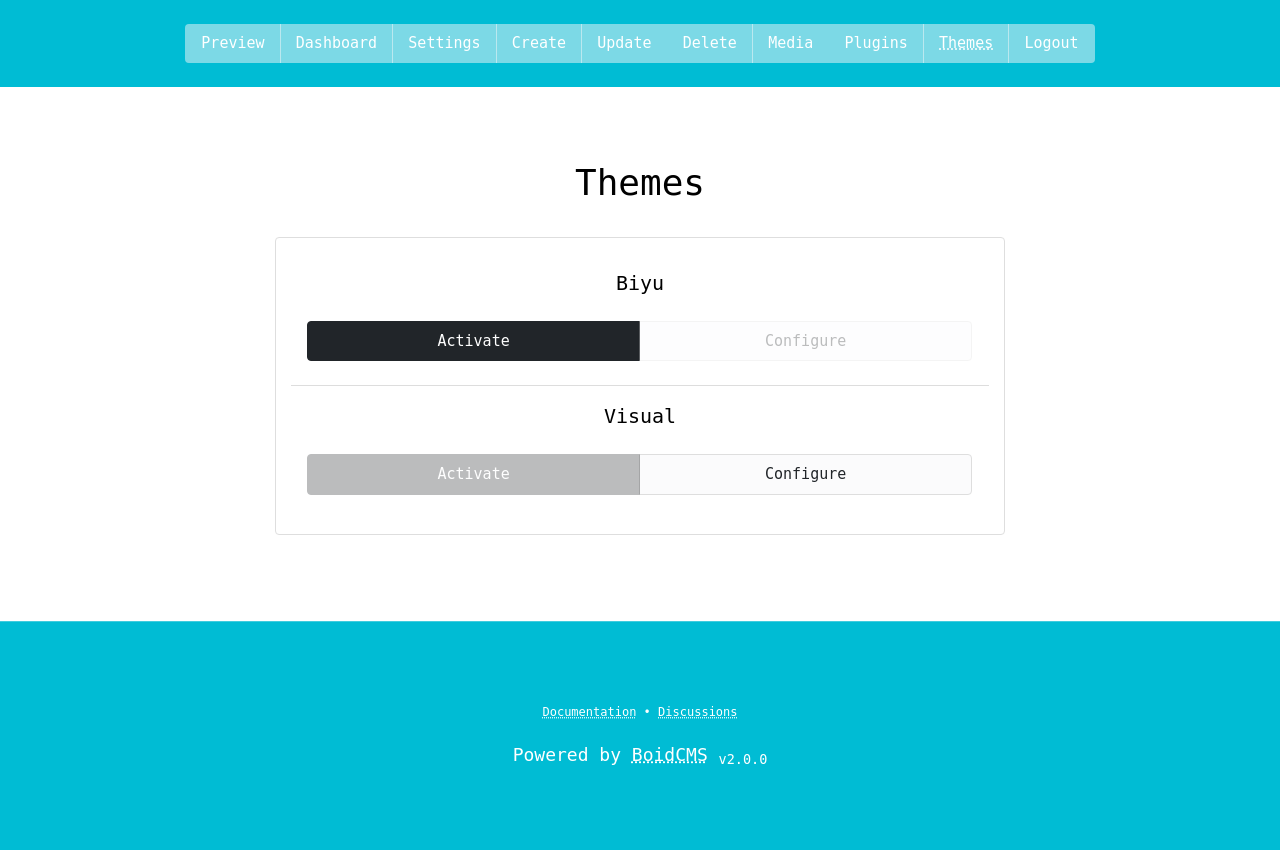 Preview Dashboard Settings Create Update Delete Media Plugins Themes Logout
Themes
Biyu
Activate Configure
Visual
Activate Configure
Documentation • Discussions
Powered by BoidCMS v2.0.0